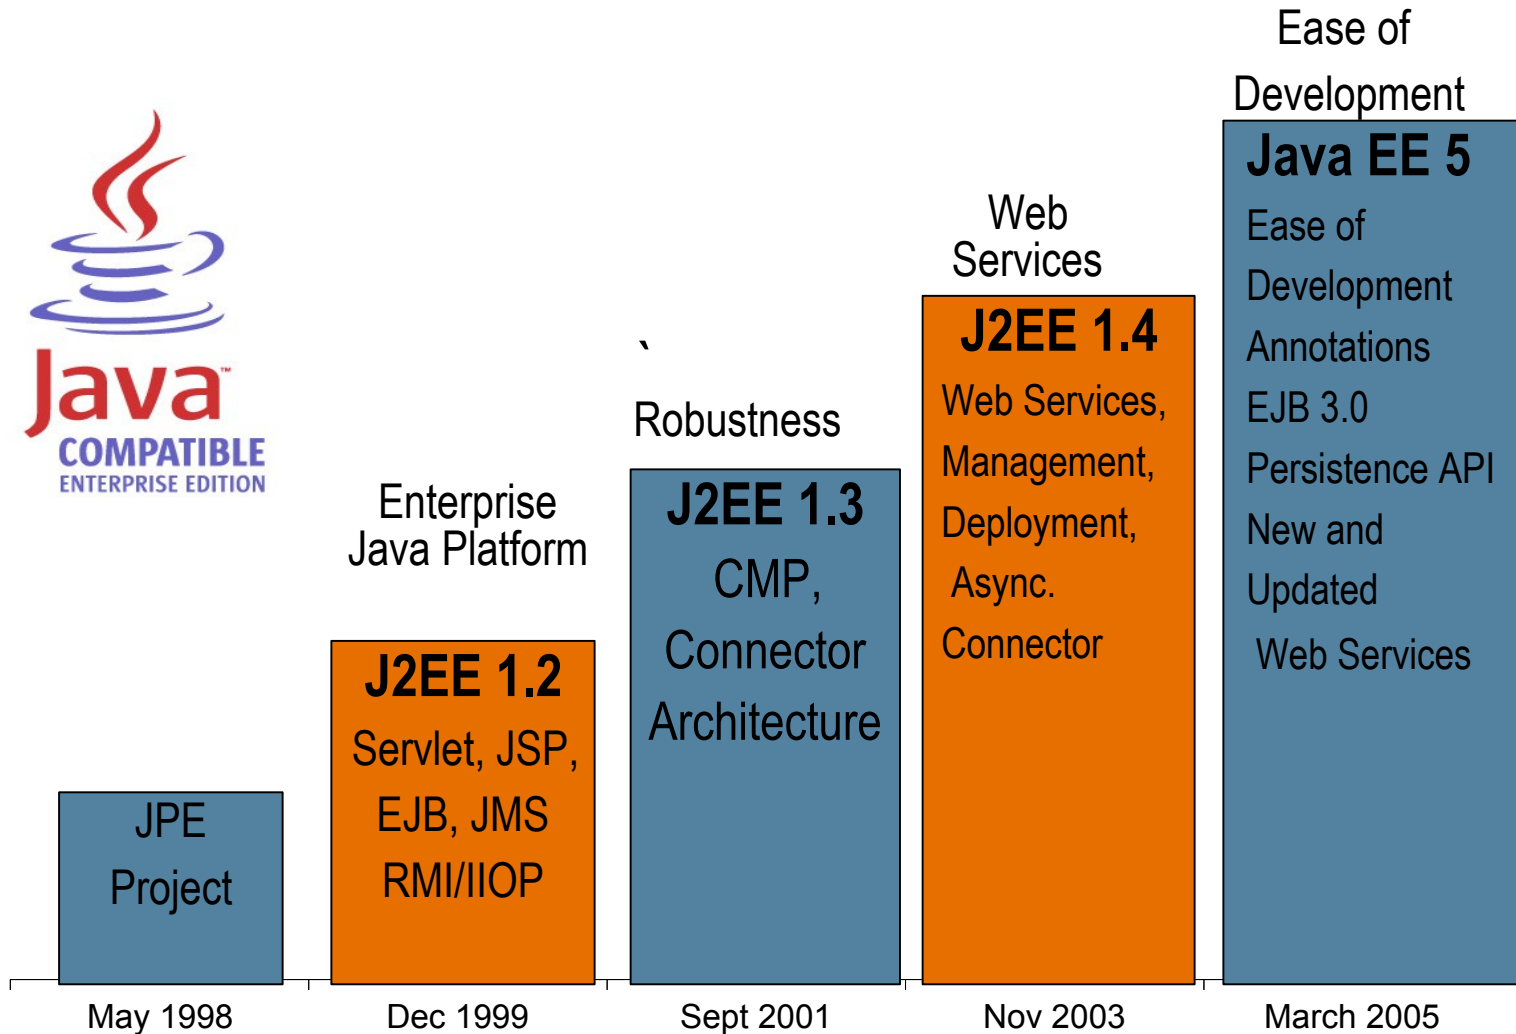 Java™
COMPATIBLE
ENTERPRISE EDITION
JPE
Project
May 1998
Enterprise
Java Platform
J2EE 1.2
Servlet, JSP,
EJB, JMS
RMI/IIOP
Dec 1999
`
Robustness
J2EE 1.3
CMP,
Connector
Architecture
Sept 2001
Web
Services
J2EE 1.4
Web Services,
Management,
Deployment,
Async.
Connector
Nov 2003
Ease of
Development
Java EE 5
Ease of
Development
Annotations
EJB 3.0
Persistence API
New and
Updated
Web Services
March 2005